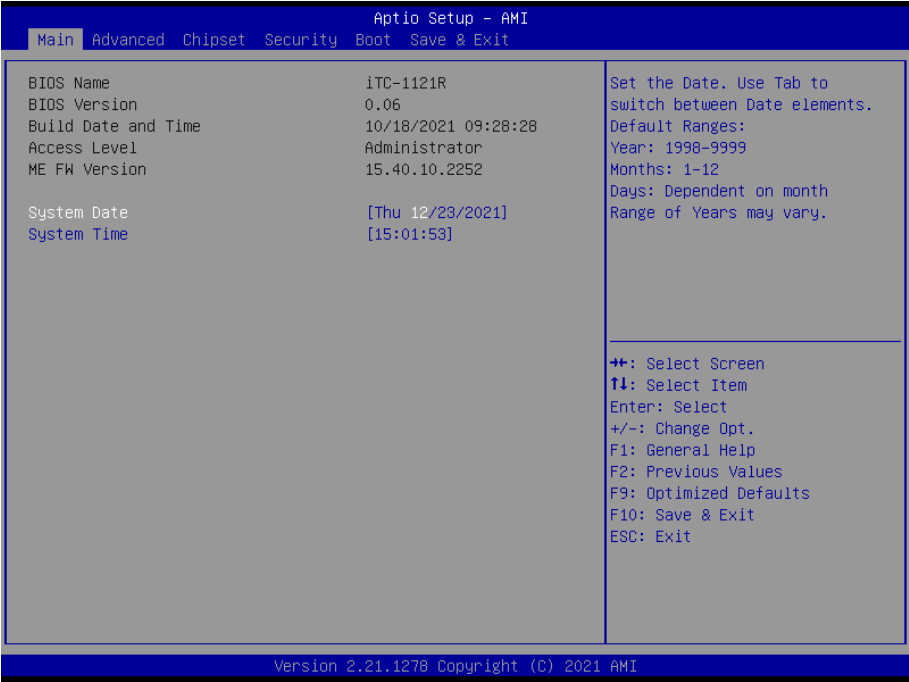 Aptio Setup – AMI
Main Advanced Chipset Security Boot Save & Exit
BIOS Name iTC-1121R
BIOS Version 0.06
Build Date and Time 10/18/2021 09:28:28
Access Level Administrator
ME FW Version 15.40.10.2252
System Date [Thu 12/23/2021]
System Time [15:01:53]
Set the Date. Use Tab to
switch between Date elements.
Default Ranges:
Year: 1998-9999
Months: 1-12
Days: Dependent on month
Range of Years may vary.
→←: Select Screen
↑↓: Select Item
Enter: Select
+/-: Change Opt.
F1: General Help
F2: Previous Values
F9: Optimized Defaults
F10: Save & Exit
ESC: Exit
Version 2.21.1278 Copyright (C) 2021 AMI